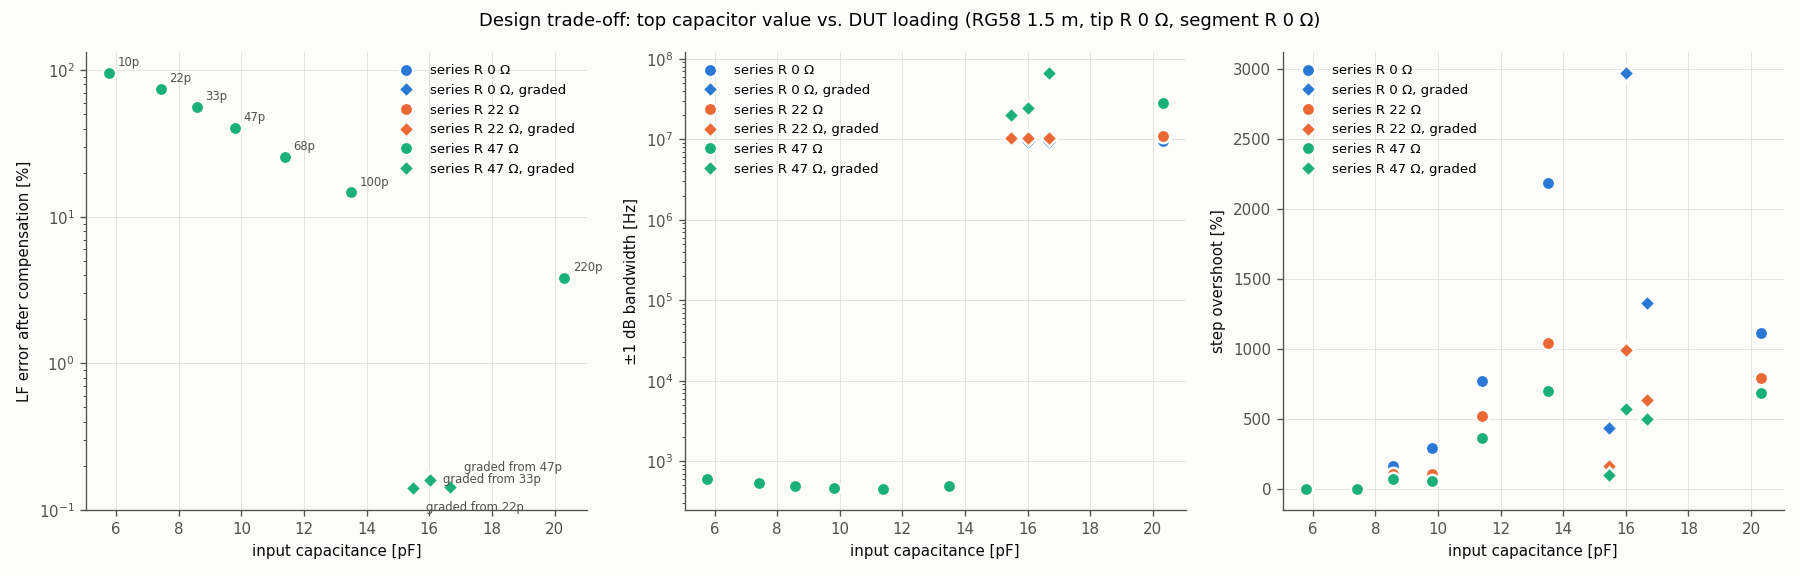 Design trade-off: top capacitor value vs. DUT loading (RG58 1.5 m, tip R 0 Ω, segment R 0 Ω)
LF error after compensation [%]
10²
10¹
10⁰
10⁻¹
10p
22p
33p
47p
68p
100p
220p
graded from 47p
graded from 33p
graded from 22p
series R 0 Ω
series R 0 Ω, graded
series R 22 Ω
series R 22 Ω, graded
series R 47 Ω
series R 47 Ω, graded
6 8 10 12 14 16 18 20
input capacitance [pF]
±1 dB bandwidth [Hz]
10⁸
10⁷
10⁶
10⁵
10⁴
10³
series R 0 Ω
series R 0 Ω, graded
series R 22 Ω
series R 22 Ω, graded
series R 47 Ω
series R 47 Ω, graded
6 8 10 12 14 16 18 20
input capacitance [pF]
step overshoot [%]
3000
2500
2000
1500
1000
500
0
series R 0 Ω
series R 0 Ω, graded
series R 22 Ω
series R 22 Ω, graded
series R 47 Ω
series R 47 Ω, graded
6 8 10 12 14 16 18 20
input capacitance [pF]